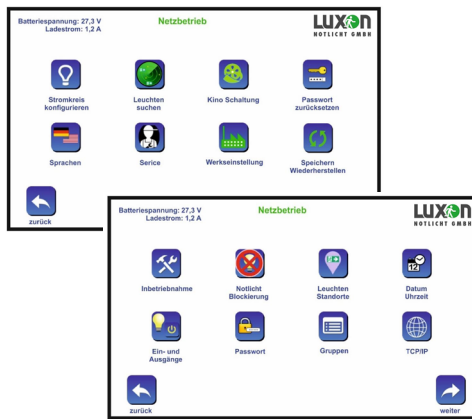 Batteriespannung: 27,3 V
Ladestrom: 1,2 A
Netzbetrieb
LUXON
NOTLICHT GMBH
Stromkreis
konfigurieren
Leuchten
suchen
Kino Schaltung
Passwort
zurücksetzen
Sprachen
Serice
Werkseinstellung
Speichern
Wiederherstellen
zurück
Batteriespannung: 27,3 V
Ladestrom: 1,2 A
Netzbetrieb
LUXON
NOTLICHT GMBH
Inbetriebnahme
Notlicht
Blockierung
Leuchten
Standorte
12
Datum
Uhrzeit
Ein- und
Ausgänge
Passwort
Gruppen
TCP/IP
zurück
weiter